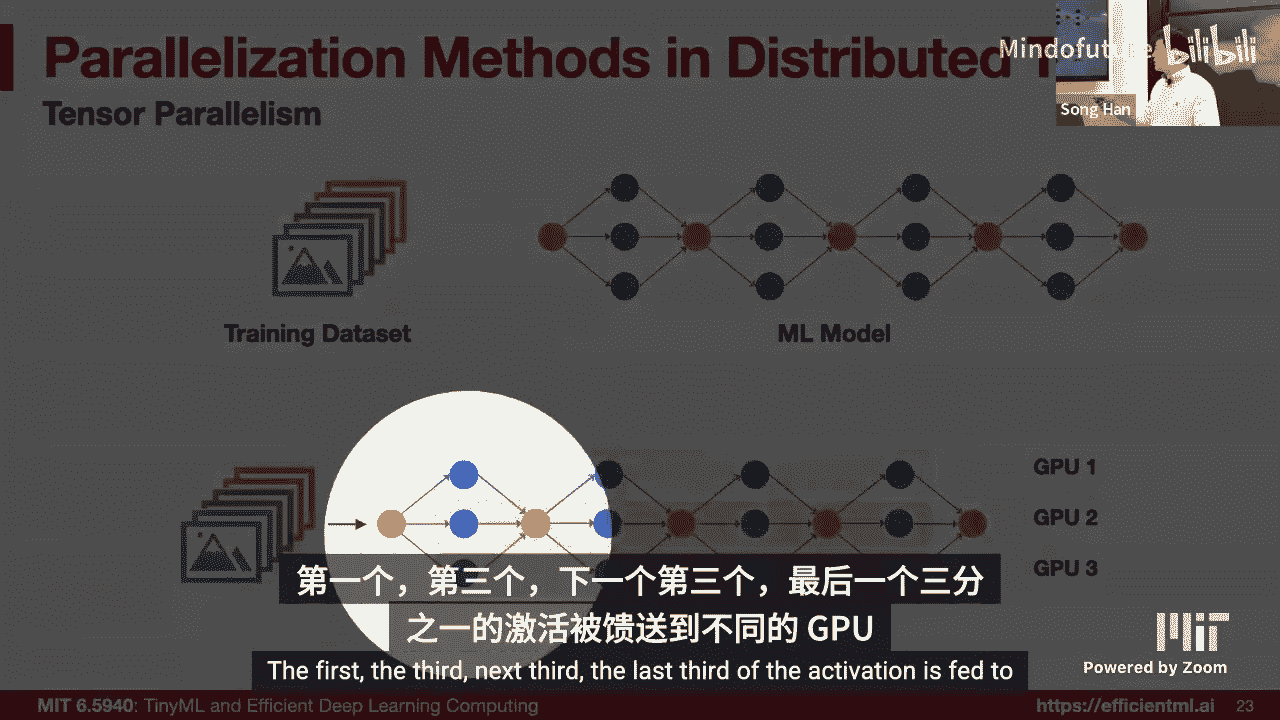 Parallelization Methods in Distributed T
Mindofuture bilibili
Song Han
Tensor Parallelism
Training Dataset
ML Model
GPU 1
GPU 2
GPU 3
第一个，第三个，下一个第三个，最后一个三分
之一的激活被馈送到不同的 GPU
The first, the third, next third, the last third of the activation is fed to
MIT
Powered by Zoom
MIT 6.5940: TinyML and Efficient Deep Learning Computing
https://efficientml.ai
23